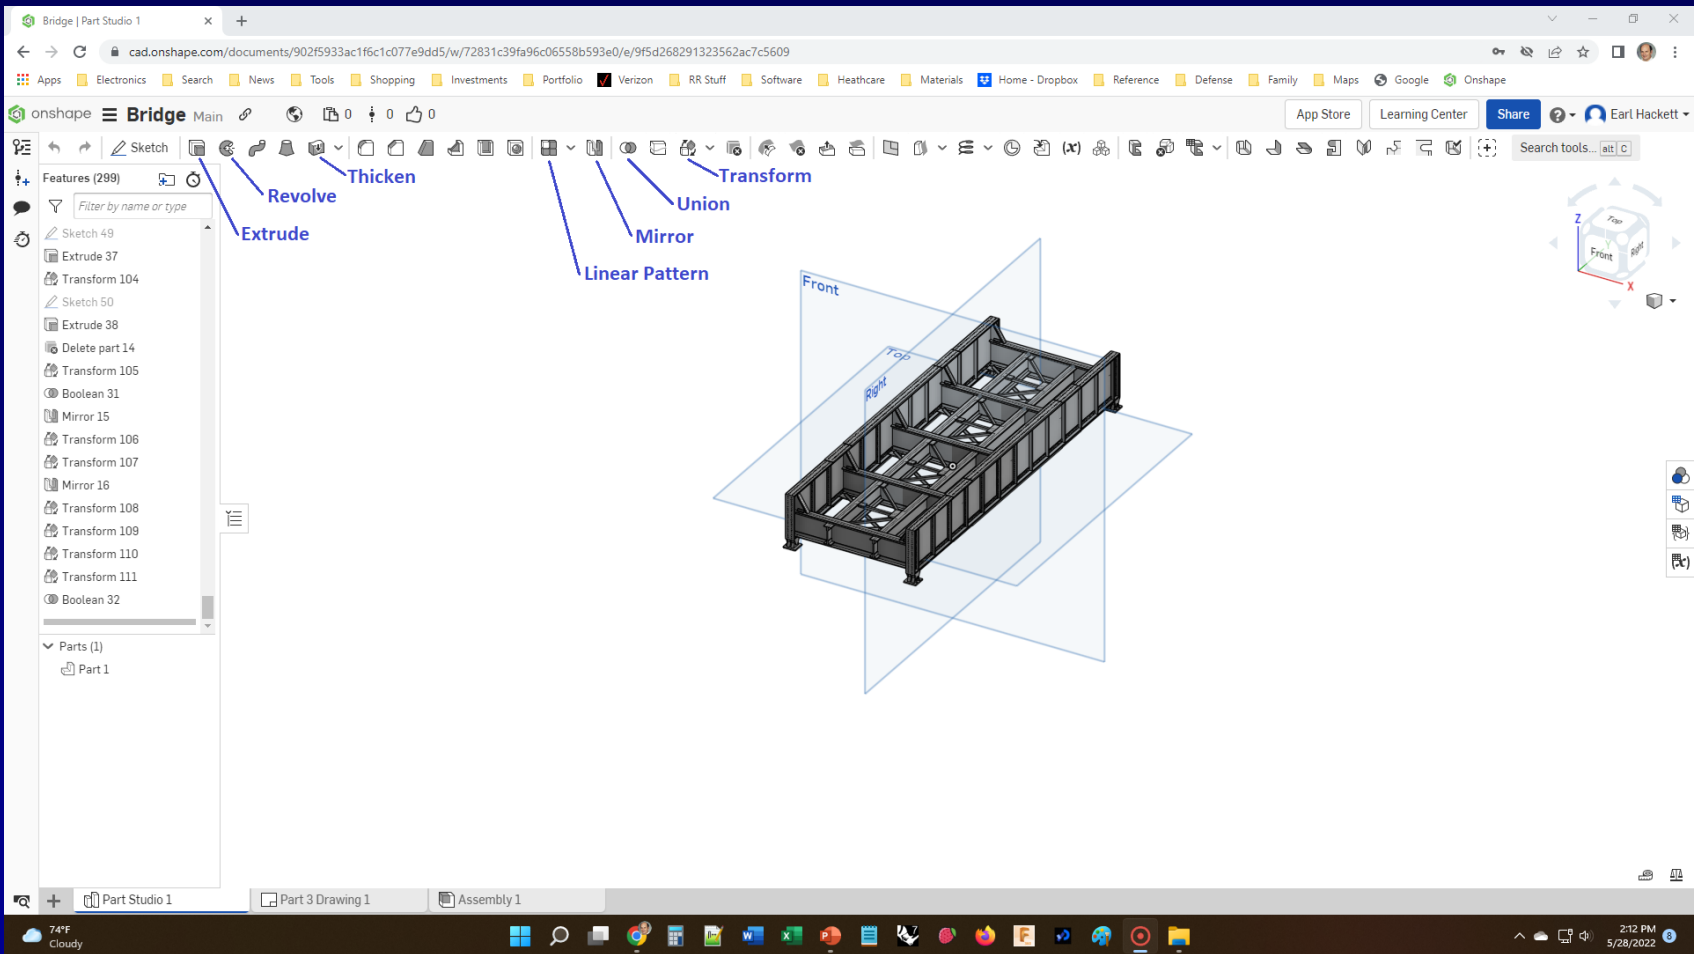 Bridge | Part Studio 1
cad.onshape.com/documents/902f5933ac1f6c1c077e9dd5/w/72831c39fa96c06558b593e0/e/9f5d268291323562ac7c5609
Apps Electronics Search News Tools Shopping Investments Portfolio Verizon RR Stuff Software Heathcare Materials Home - Dropbox Reference Defense Family Maps Google Onshape
onshape Bridge Main 0 0 0 App Store Learning Center Share Earl Hackett
Sketch Search tools... alt C
Features (299)
Filter by name or type
Sketch 49
Extrude 37
Transform 104
Sketch 50
Extrude 38
Delete part 14
Transform 105
Boolean 31
Mirror 15
Transform 106
Transform 107
Mirror 16
Transform 108
Transform 109
Transform 110
Transform 111
Boolean 32
Parts (1)
Part 1
Thicken
Revolve
Extrude
Transform
Union
Mirror
Linear Pattern
Front
Top
Right
Z
Top
Y
Front
Right
X
Part Studio 1 Part 3 Drawing 1 Assembly 1
74°F
Cloudy
2:12 PM
5/28/2022
8